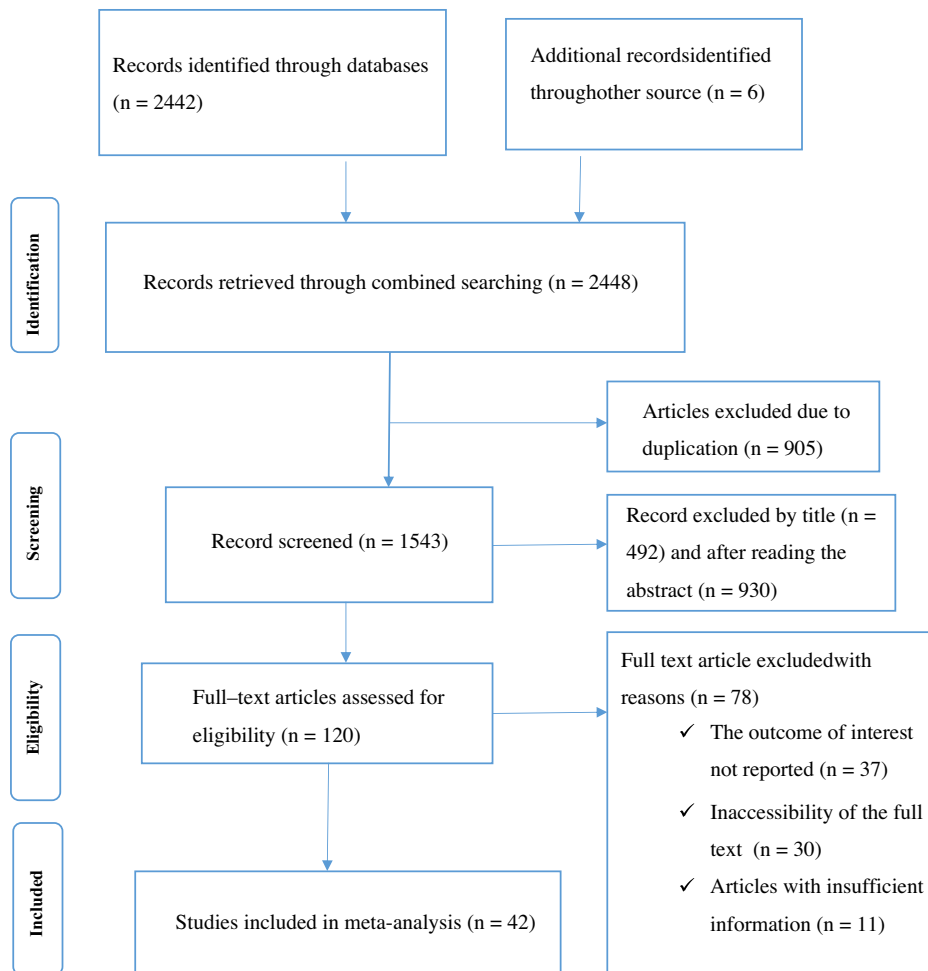 Records identified through databases
(n = 2442)
Additional recordsidentified
throughother source (n = 6)
Identification
Records retrieved through combined searching (n = 2448)
Articles excluded due to
duplication (n = 905)
Screening
Record screened (n = 1543)
Record excluded by title (n =
492) and after reading the
abstract (n = 930)
Eligibility
Full–text articles assessed for
eligibility (n = 120)
Full text article excludedwith
reasons (n = 78)
✓ The outcome of interest
not reported (n = 37)
✓ Inaccessibility of the full
text (n = 30)
✓ Articles with insufficient
information (n = 11)
Included
Studies included in meta-analysis (n = 42)